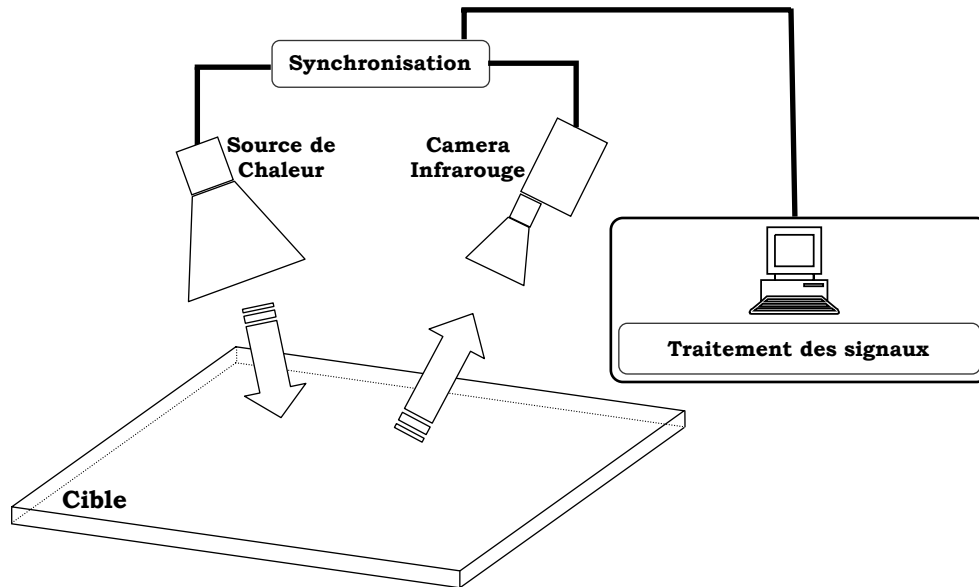 Synchronisation
Source de
Chaleur
Camera
Infrarouge
Traitement des signaux
Cible